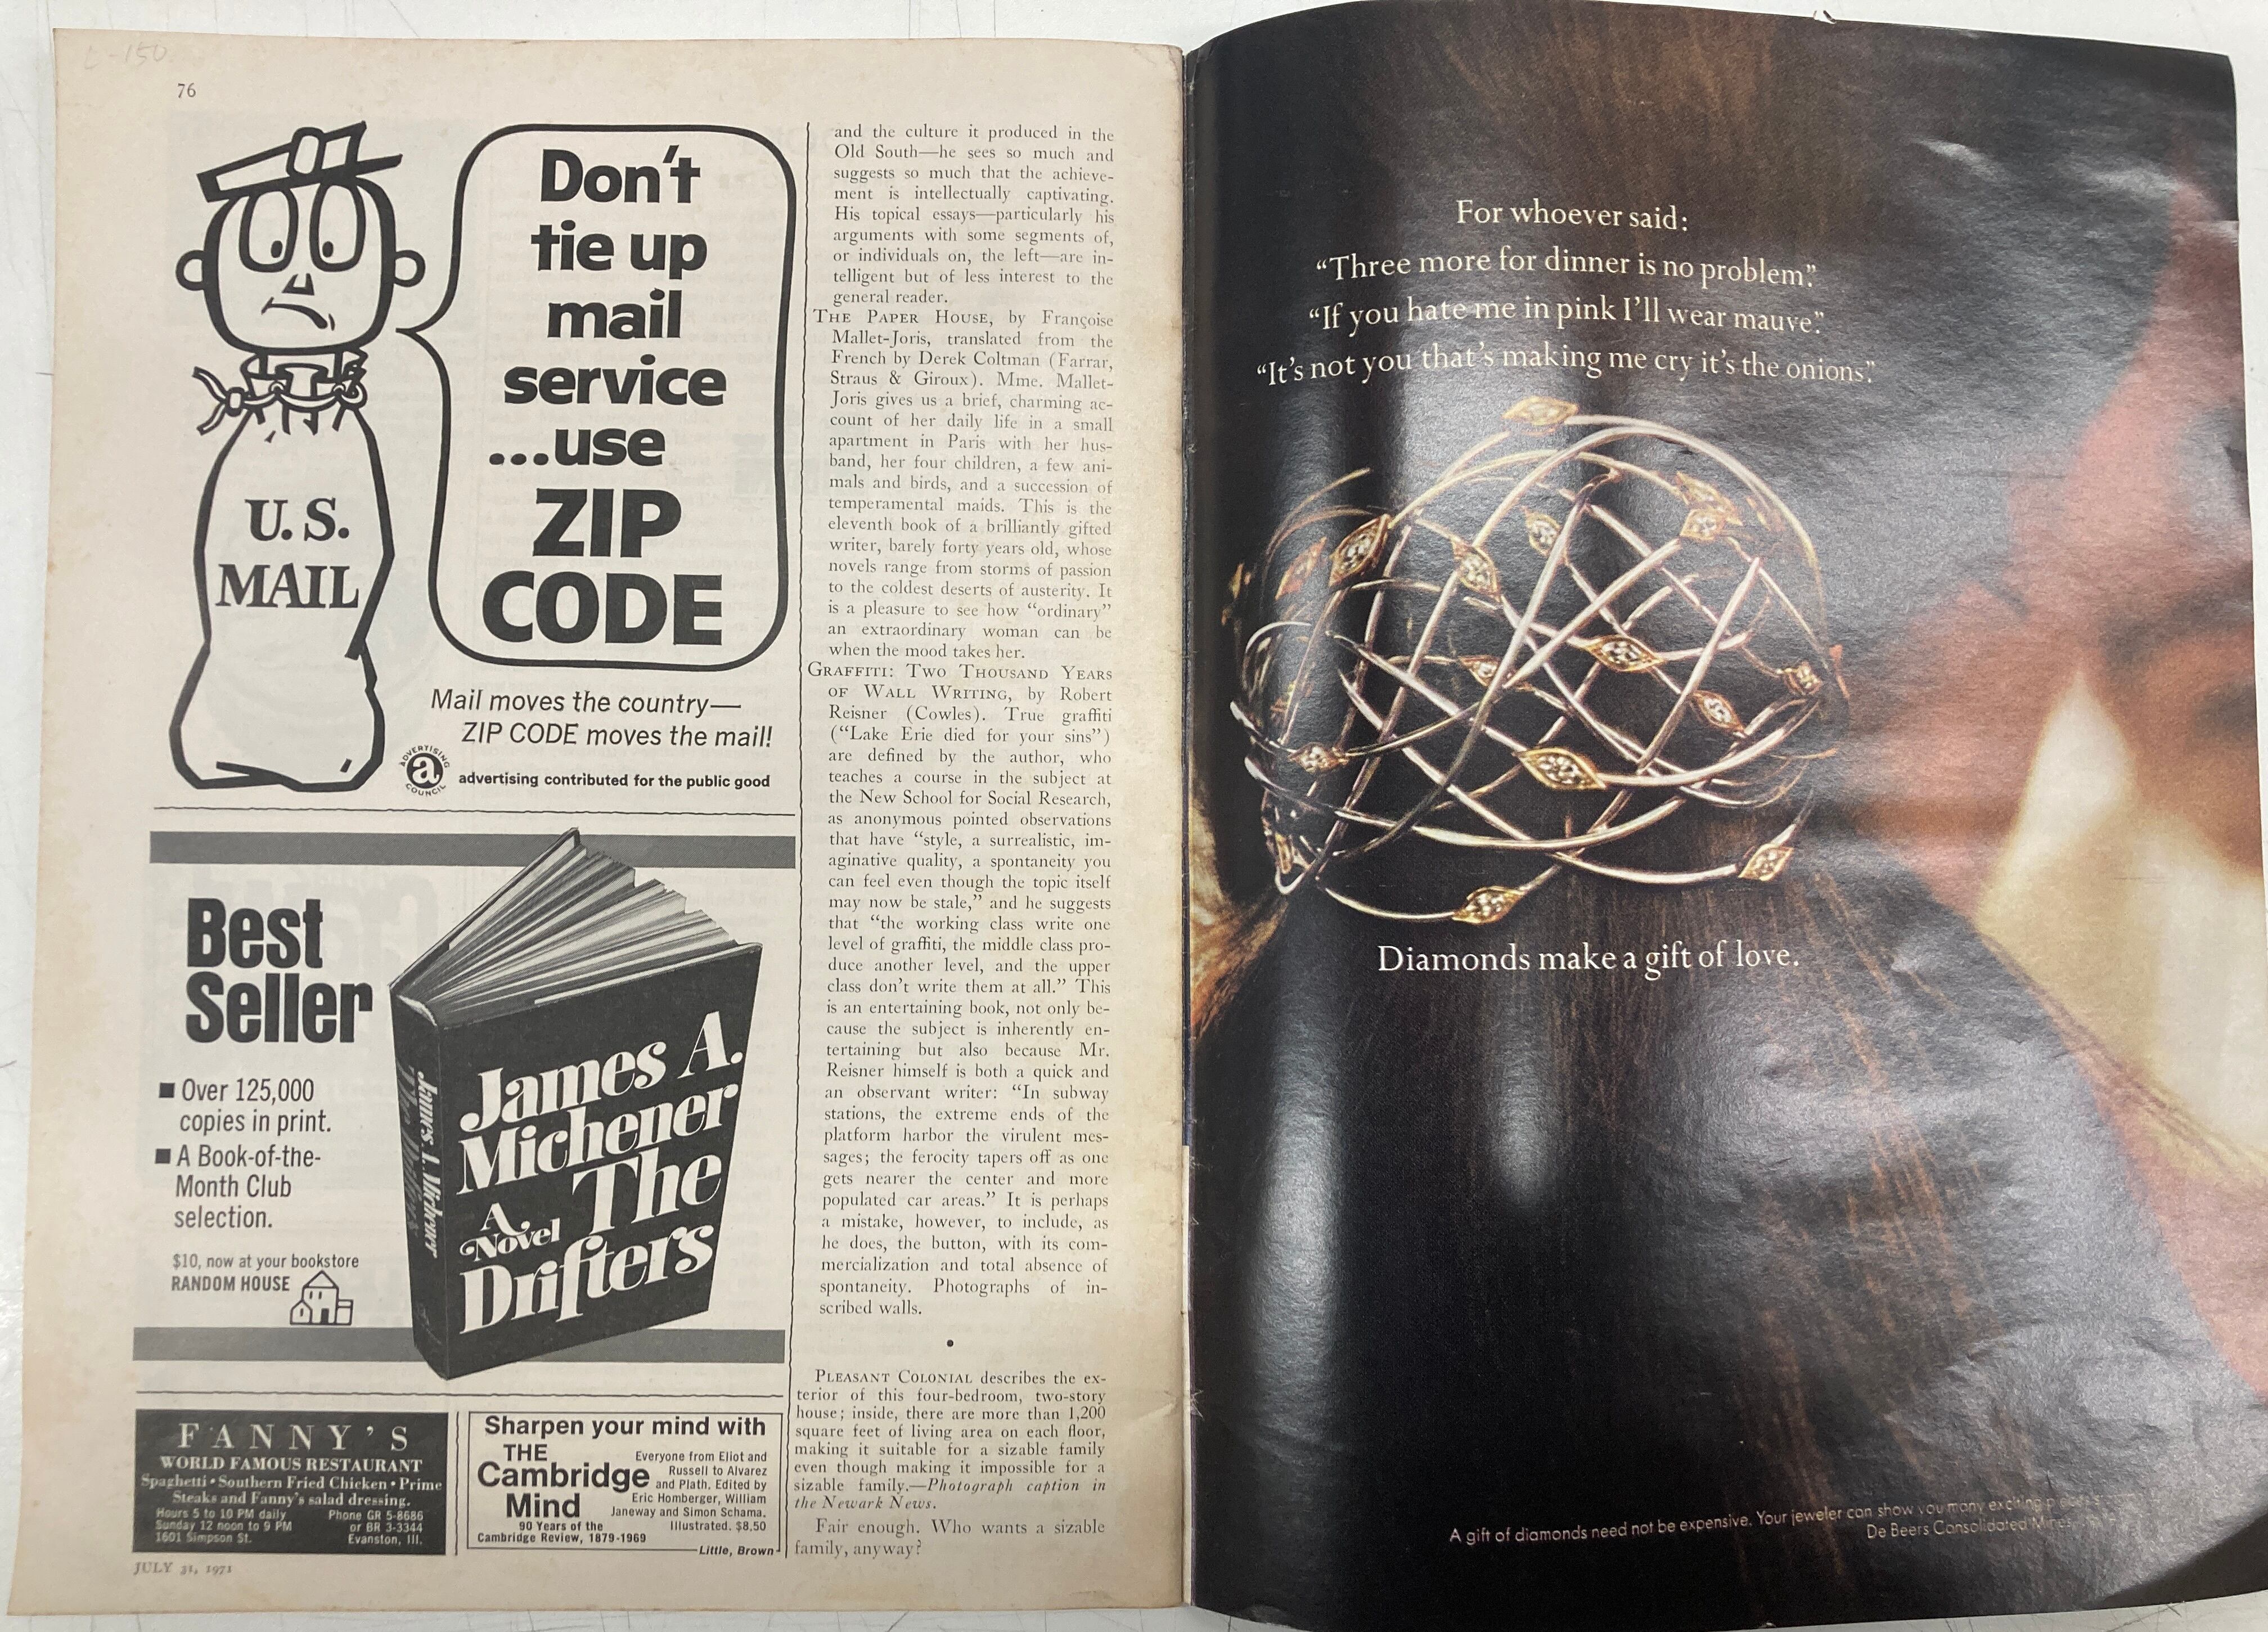 76
Don't
tie up
mail
service
...use
ZIP
CODE
U.S.
MAIL
Mail moves the country—
ZIP CODE moves the mail!
ADVERTISING
a
COUNCIL
advertising contributed for the public good
Best
Seller
■ Over 125,000
copies in print.
■ A Book-of-the-
Month Club
selection.
$10, now at your bookstore
RANDOM HOUSE
James A. Michener
The Drifters
James A.
Michener
A
Novel
The
Drifters
FANNY'S
WORLD FAMOUS RESTAURANT
Spaghetti • Southern Fried Chicken • Prime
Steaks and Fanny's salad dressing.
Hours 5 to 10 PM daily
Sunday 12 noon to 9 PM
1601 Simpson St.
Phone GR 5-8686
or BR 3-3344
Evanston, Ill.
Sharpen your mind with
THE
Cambridge
Mind
90 Years of the
Cambridge Review, 1879-1969
Everyone from Eliot and
Russell to Alvarez
and Plath. Edited by
Eric Homberger, William
Janeway and Simon Schama.
Illustrated. $8.50
Little, Brown
JULY 31, 1971
and the culture it produced in the
Old South—he sees so much and
suggests so much that the achieve-
ment is intellectually captivating.
His topical essays—particularly his
arguments with some segments of,
or individuals on, the left—are in-
telligent but of less interest to the
general reader.
THE PAPER HOUSE, by Françoise
Mallet-Joris, translated from the
French by Derek Coltman (Farrar,
Straus & Giroux). Mme. Mallet-
Joris gives us a brief, charming ac-
count of her daily life in a small
apartment in Paris with her hus-
band, her four children, a few ani-
mals and birds, and a succession of
temperamental maids. This is the
eleventh book of a brilliantly gifted
writer, barely forty years old, whose
novels range from storms of passion
to the coldest deserts of austerity. It
is a pleasure to see how “ordinary”
an extraordinary woman can be
when the mood takes her.
GRAFFITI: TWO THOUSAND YEARS
OF WALL WRITING, by Robert
Reisner (Cowles). True graffiti
(“Lake Erie died for your sins”)
are defined by the author, who
teaches a course in the subject at
the New School for Social Research,
as anonymous pointed observations
that have “style, a surrealistic, im-
aginative quality, a spontaneity you
can feel even though the topic itself
may now be stale,” and he suggests
that “the working class write one
level of graffiti, the middle class pro-
duce another level, and the upper
class don't write them at all.” This
is an entertaining book, not only be-
cause the subject is inherently en-
tertaining but also because Mr.
Reisner himself is both a quick and
an observant writer: “In subway
stations, the extreme ends of the
platform harbor the virulent mes-
sages; the ferocity tapers off as one
gets nearer the center and more
populated car areas.” It is perhaps
a mistake, however, to include, as
he does, the button, with its com-
mercialization and total absence of
spontaneity. Photographs of in-
scribed walls.
•
PLEASANT COLONIAL describes the ex-
terior of this four-bedroom, two-story
house; inside, there are more than 1,200
square feet of living area on each floor,
making it suitable for a sizable family
even though making it impossible for a
sizable family.—Photograph caption in
the Newark News.
Fair enough. Who wants a sizable
family, anyway?
For whoever said:
“Three more for dinner is no problem.”
“If you hate me in pink I'll wear mauve.”
“It's not you that's making me cry it's the onions.”
Diamonds make a gift of love.
A gift of diamonds need not be expensive. Your jeweler can show you many exciting
De Beers Consolidated Mines,